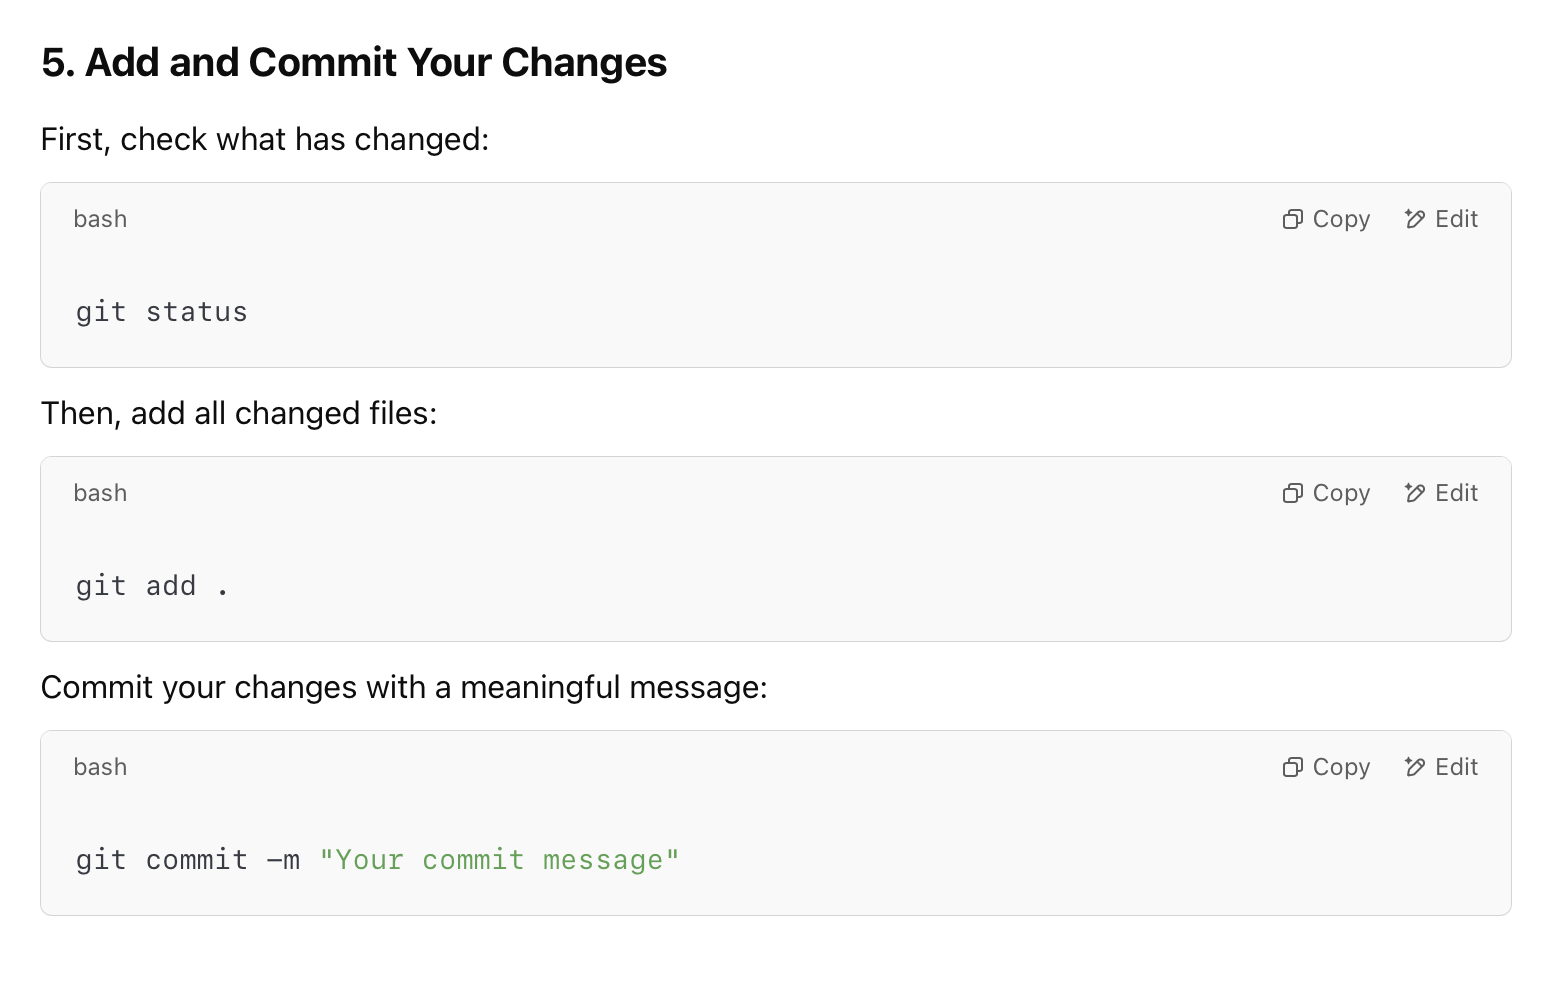 5. Add and Commit Your Changes
First, check what has changed:
bash Copy Edit
git status
Then, add all changed files:
bash Copy Edit
git add .
Commit your changes with a meaningful message:
bash Copy Edit
git commit -m "Your commit message"